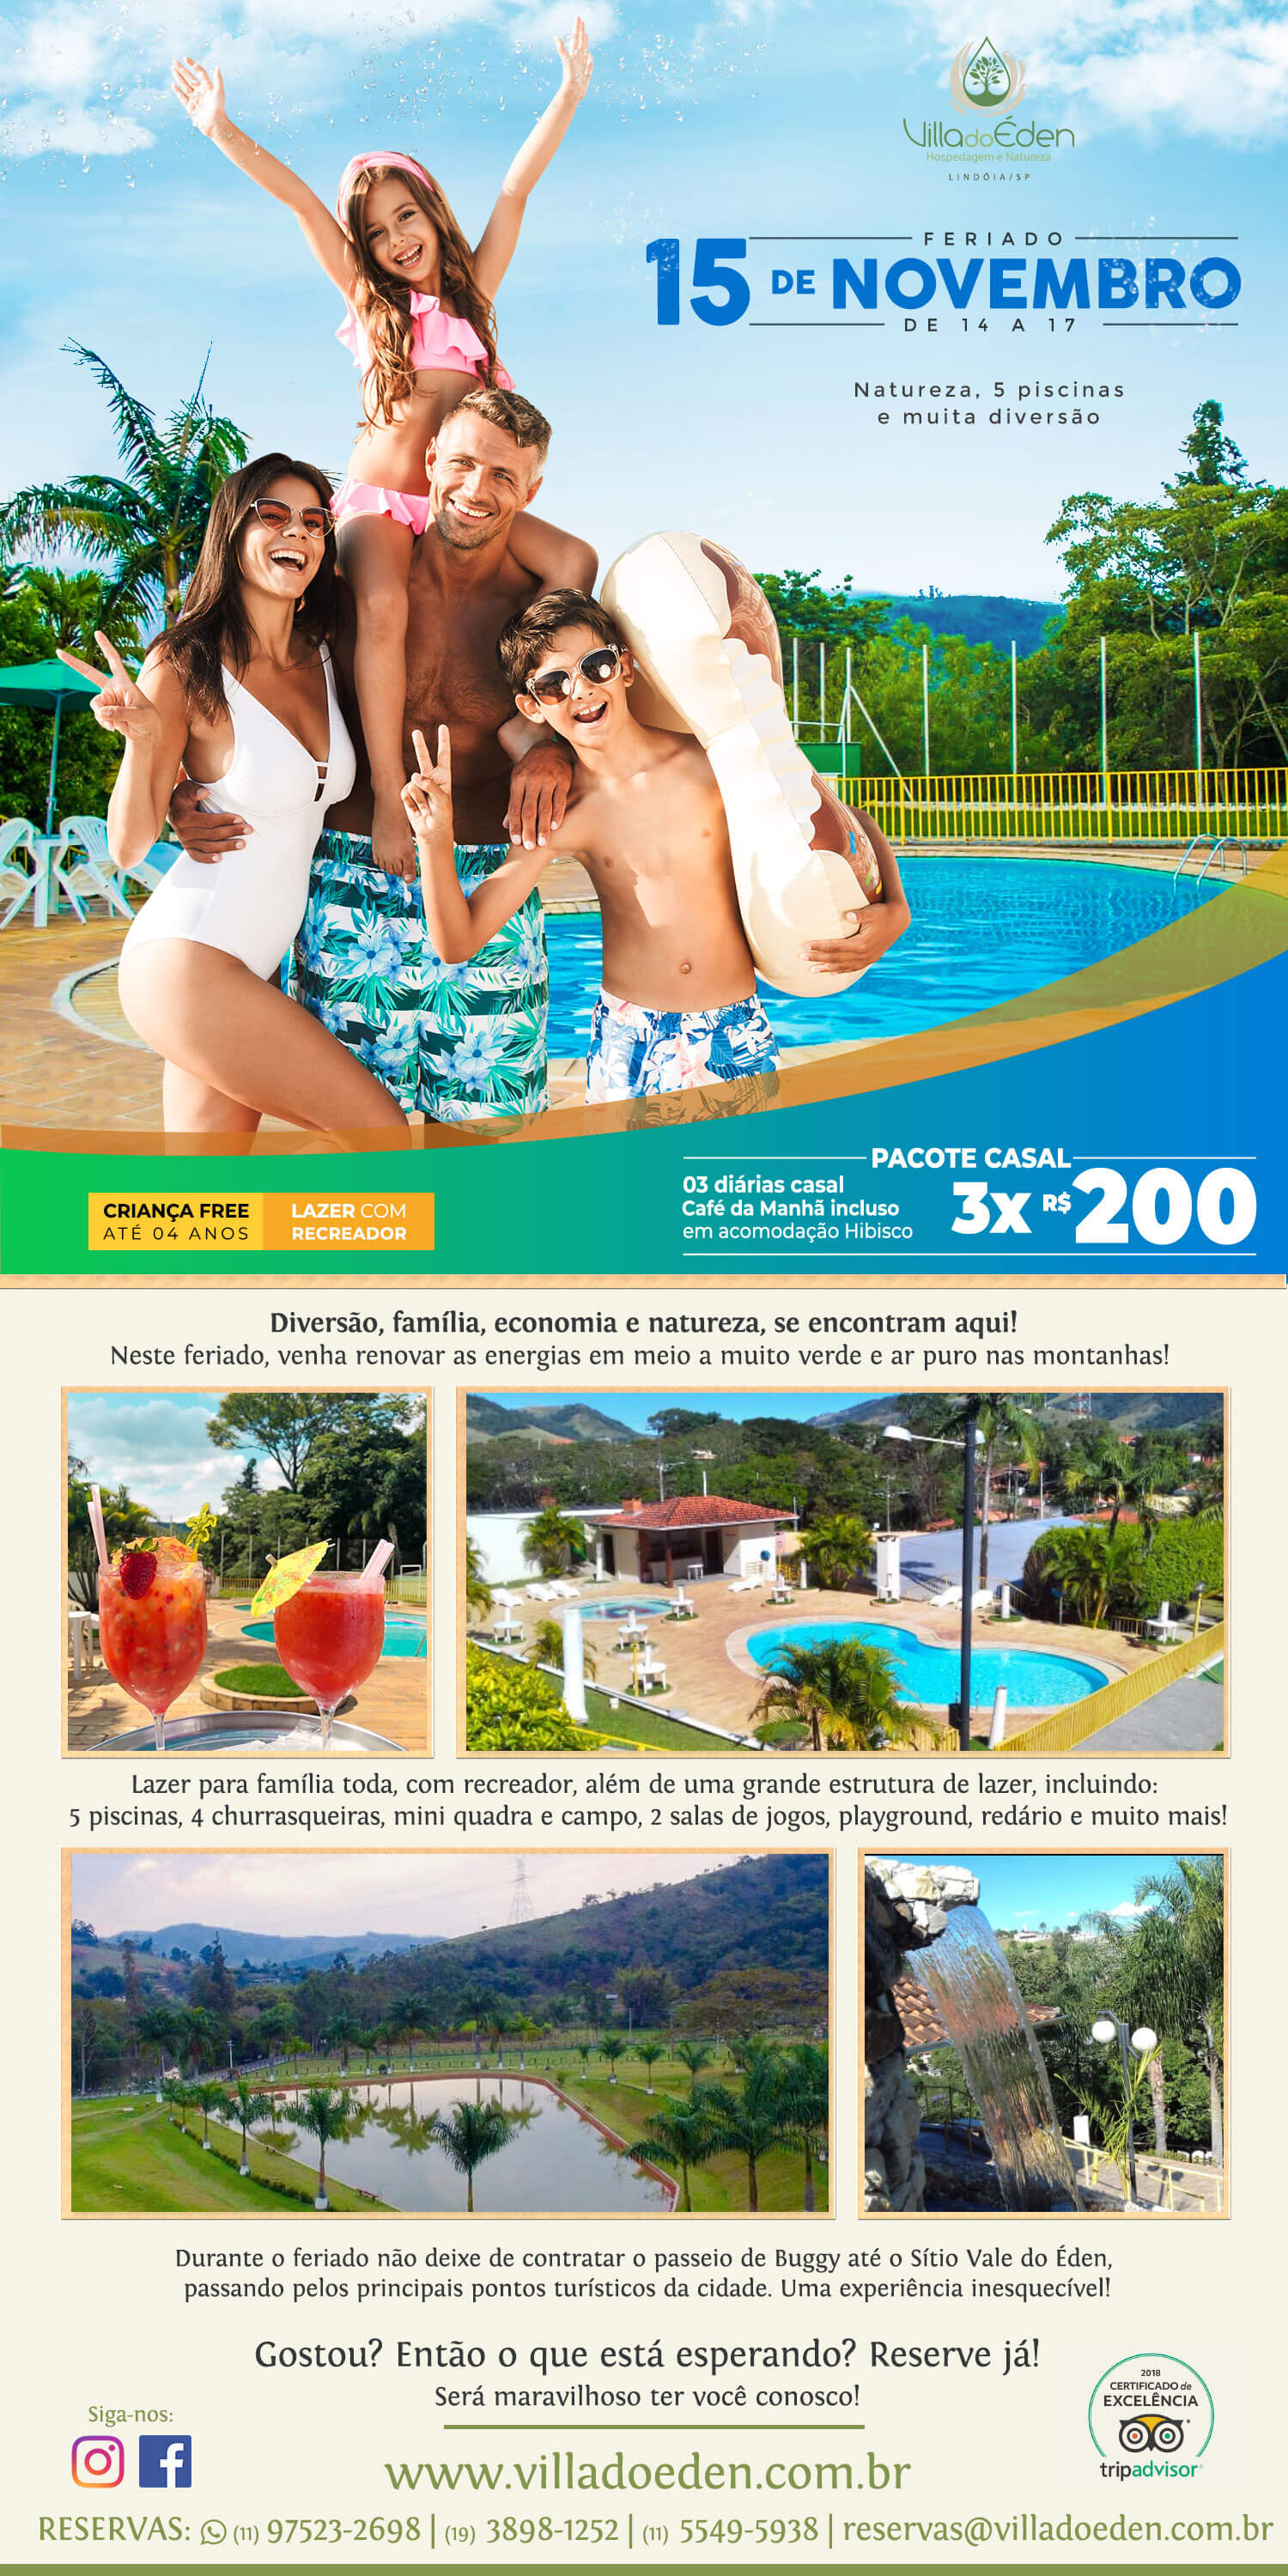 Villa do Éden
Hospedagem e Natureza
LINDÓIA/SP
FERIADO
15 DE NOVEMBRO
DE 14 A 17
Natureza, 5 piscinas
e muita diversão
CRIANÇA FREE
ATÉ 04 ANOS
LAZER COM
RECREADOR
PACOTE CASAL
03 diárias casal
Café da Manhã incluso
em acomodação Hibisco
3x R$ 200
Diversão, família, economia e natureza, se encontram aqui!
Neste feriado, venha renovar as energias em meio a muito verde e ar puro nas montanhas!
Lazer para família toda, com recreador, além de uma grande estrutura de lazer, incluindo:
5 piscinas, 4 churrasqueiras, mini quadra e campo, 2 salas de jogos, playground, redário e muito mais!
Durante o feriado não deixe de contratar o passeio de Buggy até o Sítio Vale do Éden,
passando pelos principais pontos turísticos da cidade. Uma experiência inesquecível!
Gostou? Então o que está esperando? Reserve já!
Será maravilhoso ter você conosco!
Siga-nos:
2018
CERTIFICADO de
EXCELÊNCIA
tripadvisor
www.villadoeden.com.br
RESERVAS: (11) 97523-2698 | (19) 3898-1252 | (11) 5549-5938 | reservas@villadoeden.com.br